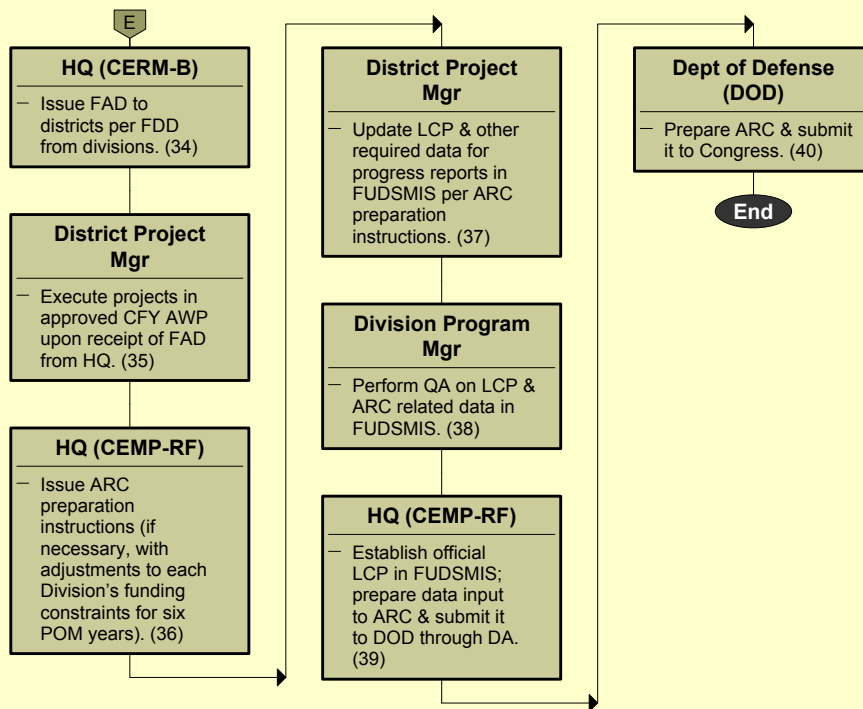 E
HQ (CERM-B)
– Issue FAD to
districts per FDD
from divisions. (34)
District Project
Mgr
– Execute projects in
approved CFY AWP
upon receipt of FAD
from HQ. (35)
HQ (CEMP-RF)
– Issue ARC
preparation
instructions (if
necessary, with
adjustments to each
Division's funding
constraints for six
POM years). (36)
District Project
Mgr
– Update LCP & other
required data for
progress reports in
FUDSMIS per ARC
preparation
instructions. (37)
Division Program
Mgr
– Perform QA on LCP &
ARC related data in
FUDSMIS. (38)
HQ (CEMP-RF)
– Establish official
LCP in FUDSMIS;
prepare data input
to ARC & submit it
to DOD through DA.
(39)
Dept of Defense
(DOD)
– Prepare ARC & submit
it to Congress. (40)
End